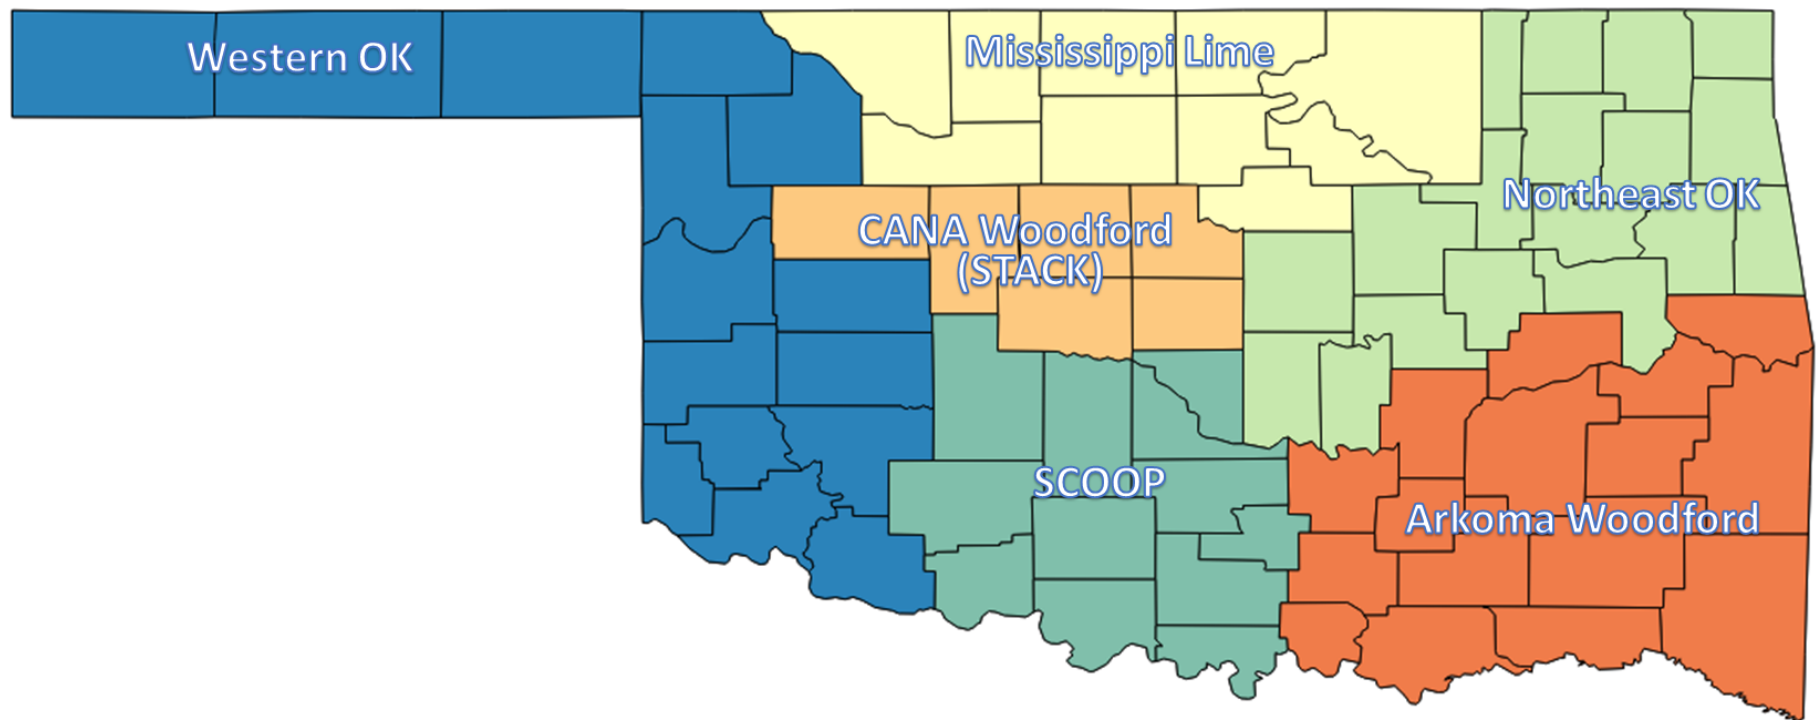 Western OK
Mississippi Lime
Northeast OK
CANA Woodford
(STACK)
SCOOP
Arkoma Woodford